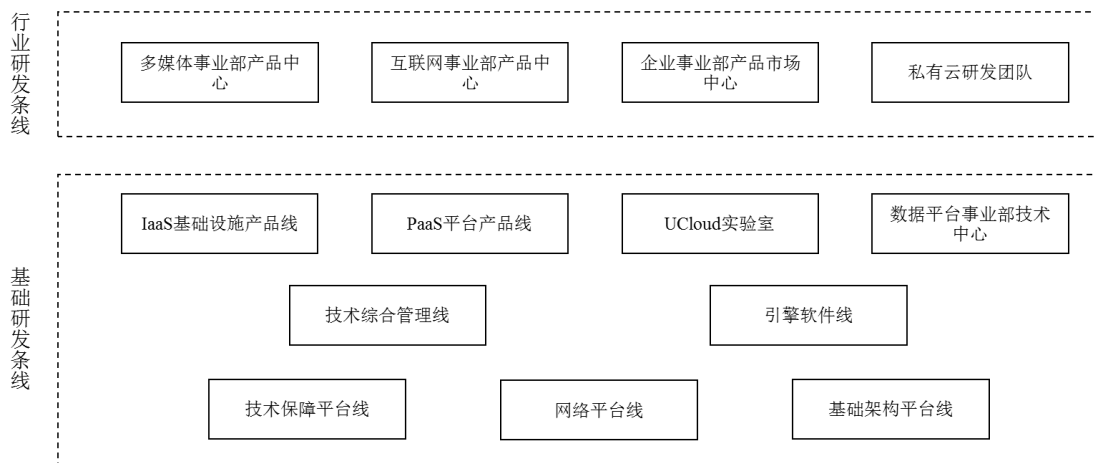 行业研发条线
多媒体事业部产品中
心
互联网事业部产品中
心
企业事业部产品市场
中心
私有云研发团队
基础研发条线
IaaS基础设施产品线
PaaS平台产品线
UCloud实验室
数据平台事业部技术
中心
技术综合管理线
引擎软件线
技术保障平台线
网络平台线
基础架构平台线